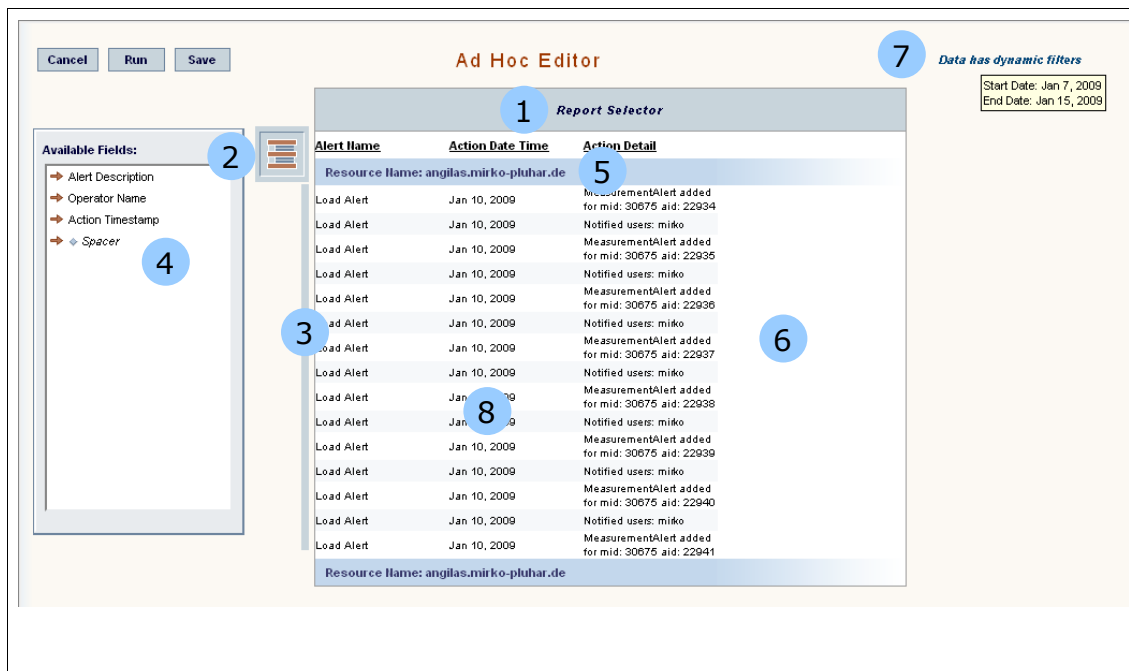 Cancel Run Save
Ad Hoc Editor
7
Data has dynamic filters
Start Date: Jan 7, 2009
End Date: Jan 15, 2009
1
Report Selector
2
Available Fields:
Alert Description
Operator Name
Action Timestamp
Spacer
4
3
Alert Name Action Date Time Action Detail
Resource Name: angilas.mirko-pluhar.de
5
Load Alert Jan 10, 2009 MeasurementAlert added
for mid: 30675 aid: 22934
Load Alert Jan 10, 2009 Notified users: mirko
Load Alert Jan 10, 2009 MeasurementAlert added
for mid: 30675 aid: 22935
Load Alert Jan 10, 2009 Notified users: mirko
Load Alert Jan 10, 2009 MeasurementAlert added
for mid: 30675 aid: 22936
Load Alert Jan 10, 2009 Notified users: mirko
Load Alert Jan 10, 2009 MeasurementAlert added
for mid: 30675 aid: 22937
6
Load Alert Jan 10, 2009 Notified users: mirko
Load Alert Jan 10, 2009 MeasurementAlert added
for mid: 30675 aid: 22938
8
Load Alert Jan 10, 2009 Notified users: mirko
Load Alert Jan 10, 2009 MeasurementAlert added
for mid: 30675 aid: 22939
Load Alert Jan 10, 2009 Notified users: mirko
Load Alert Jan 10, 2009 MeasurementAlert added
for mid: 30675 aid: 22940
Load Alert Jan 10, 2009 Notified users: mirko
Load Alert Jan 10, 2009 MeasurementAlert added
for mid: 30675 aid: 22941
Resource Name: angilas.mirko-pluhar.de